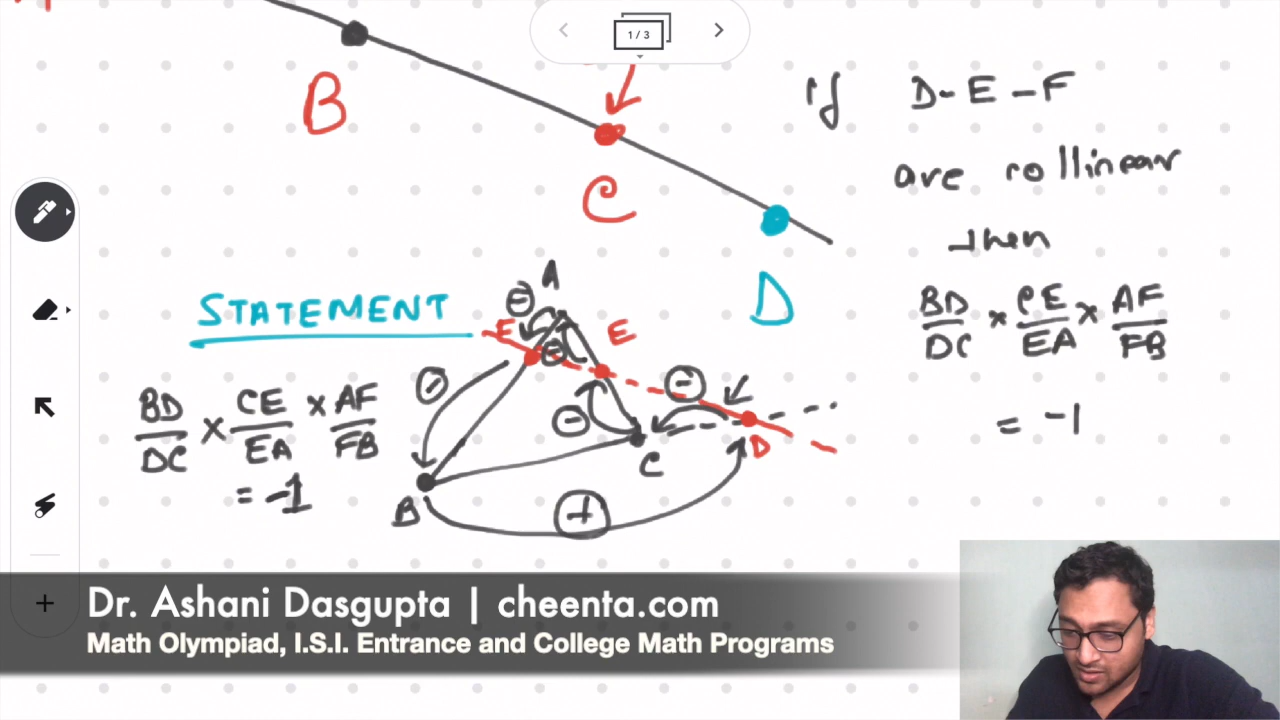 1 / 3
B
C
D
If D-E-F
are collinear
then
BD/DC × CE/EA × AF/FB
= -1
STATEMENT
A
F
E
D
C
B
BD/DC × CE/EA × AF/FB
= -1
⊖
⊖
⊖
⊖
⊖
+
Dr. Ashani Dasgupta | cheenta.com
Math Olympiad, I.S.I. Entrance and College Math Programs